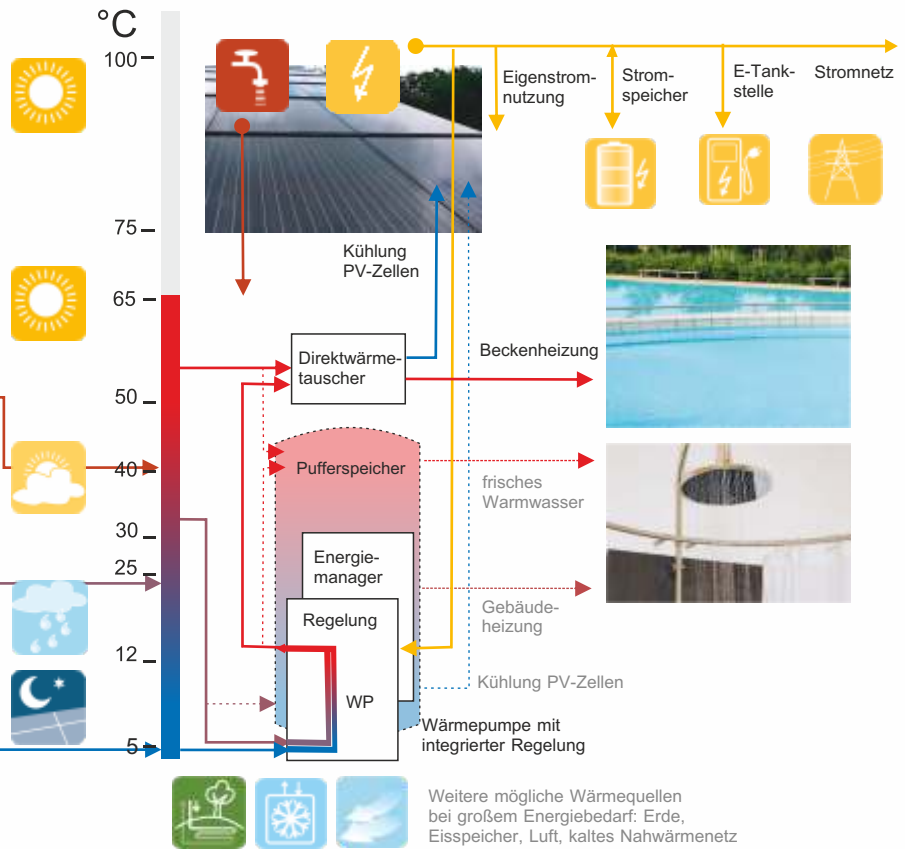 °C
100
75
65
50
40
30
25
12
5
Eigenstrom-
nutzung
Strom-
speicher
E-Tank-
stelle
Stromnetz
Kühlung
PV-Zellen
Direktwärme-
tauscher
Beckenheizung
Pufferspeicher
frisches
Warmwasser
Energie-
manager
Regelung
Gebäude-
heizung
WP
Kühlung PV-Zellen
Wärmepumpe mit
integrierter Regelung
Weitere mögliche Wärmequellen
bei großem Energiebedarf: Erde,
Eisspeicher, Luft, kaltes Nahwärmenetz